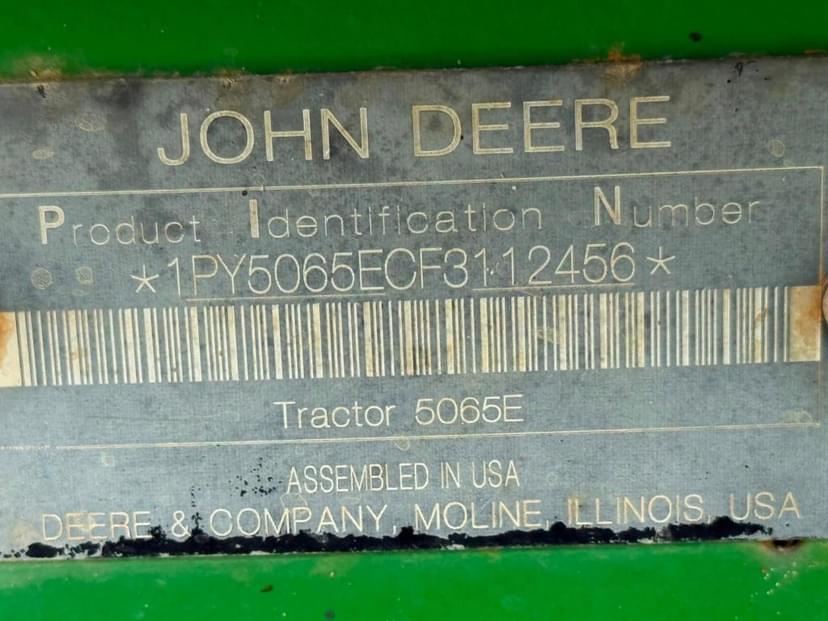 JOHN DEERE
Product Identification Number
*1PY5065ECF3112456*
Tractor 5065E
ASSEMBLED IN USA
DEERE & COMPANY, MOLINE, ILLINOIS, USA